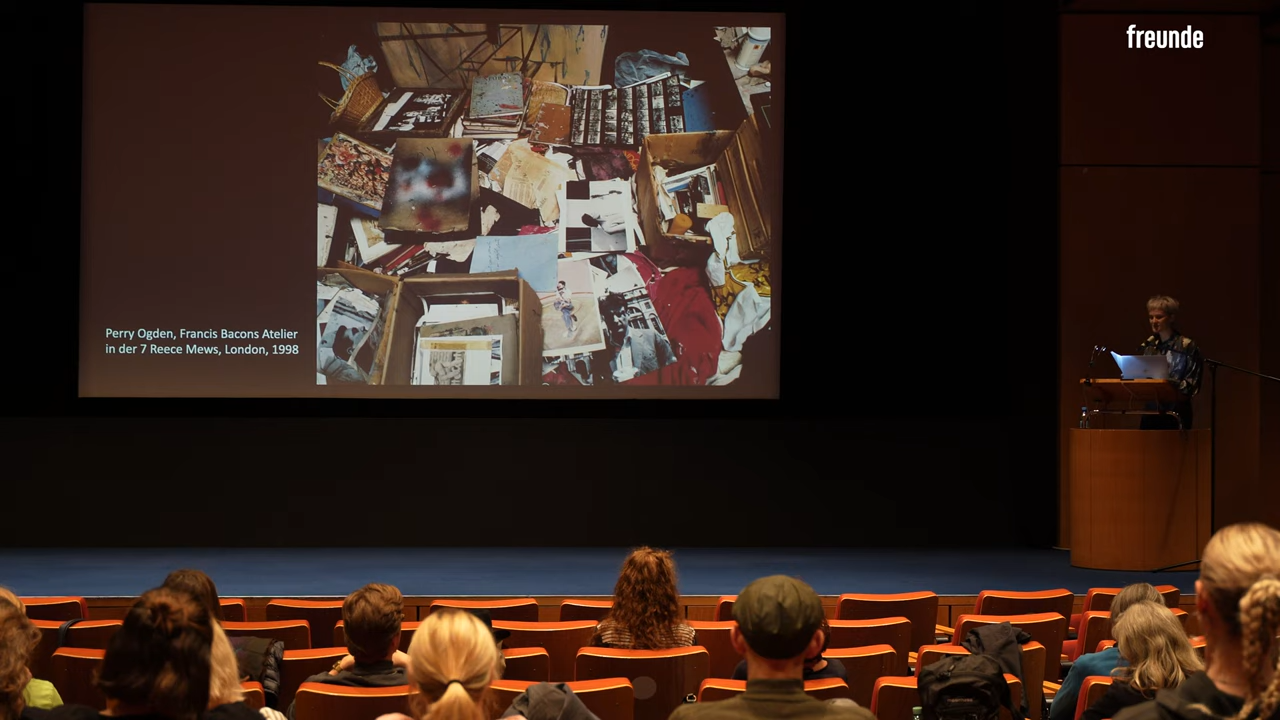 freunde
Perry Ogden, Francis Bacons Atelier
in der 7 Reece Mews, London, 1998